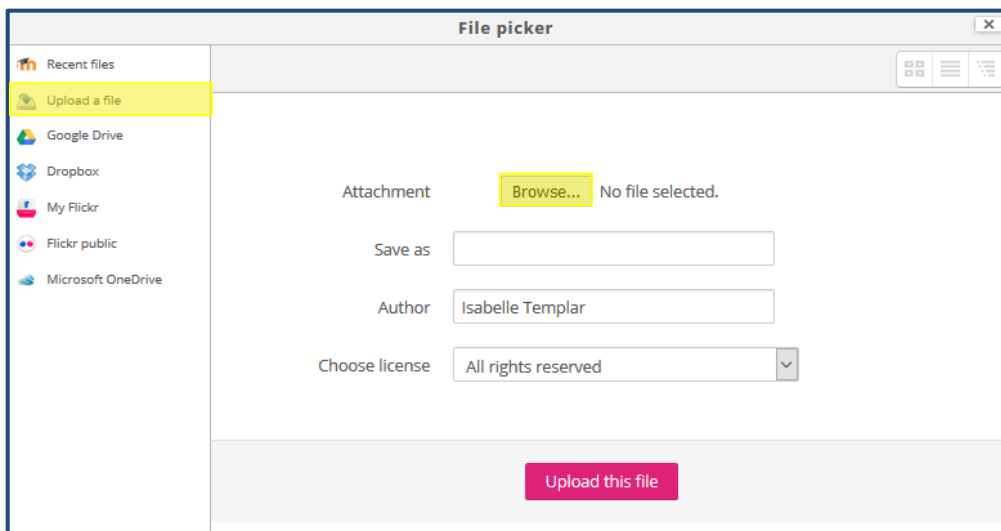 File picker
Recent files
Upload a file
Google Drive
Dropbox
My Flickr
Flickr public
Microsoft OneDrive
Attachment Browse... No file selected.
Save as
Author Isabelle Templar
Choose license All rights reserved
Upload this file